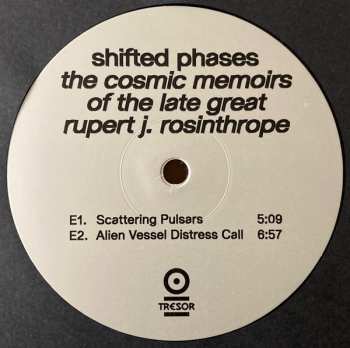 shifted phases
the cosmic memoirs
of the late great
rupert j. rosinthrope
E1. Scattering Pulsars 5:09
E2. Alien Vessel Distress Call 6:57
TRESOR